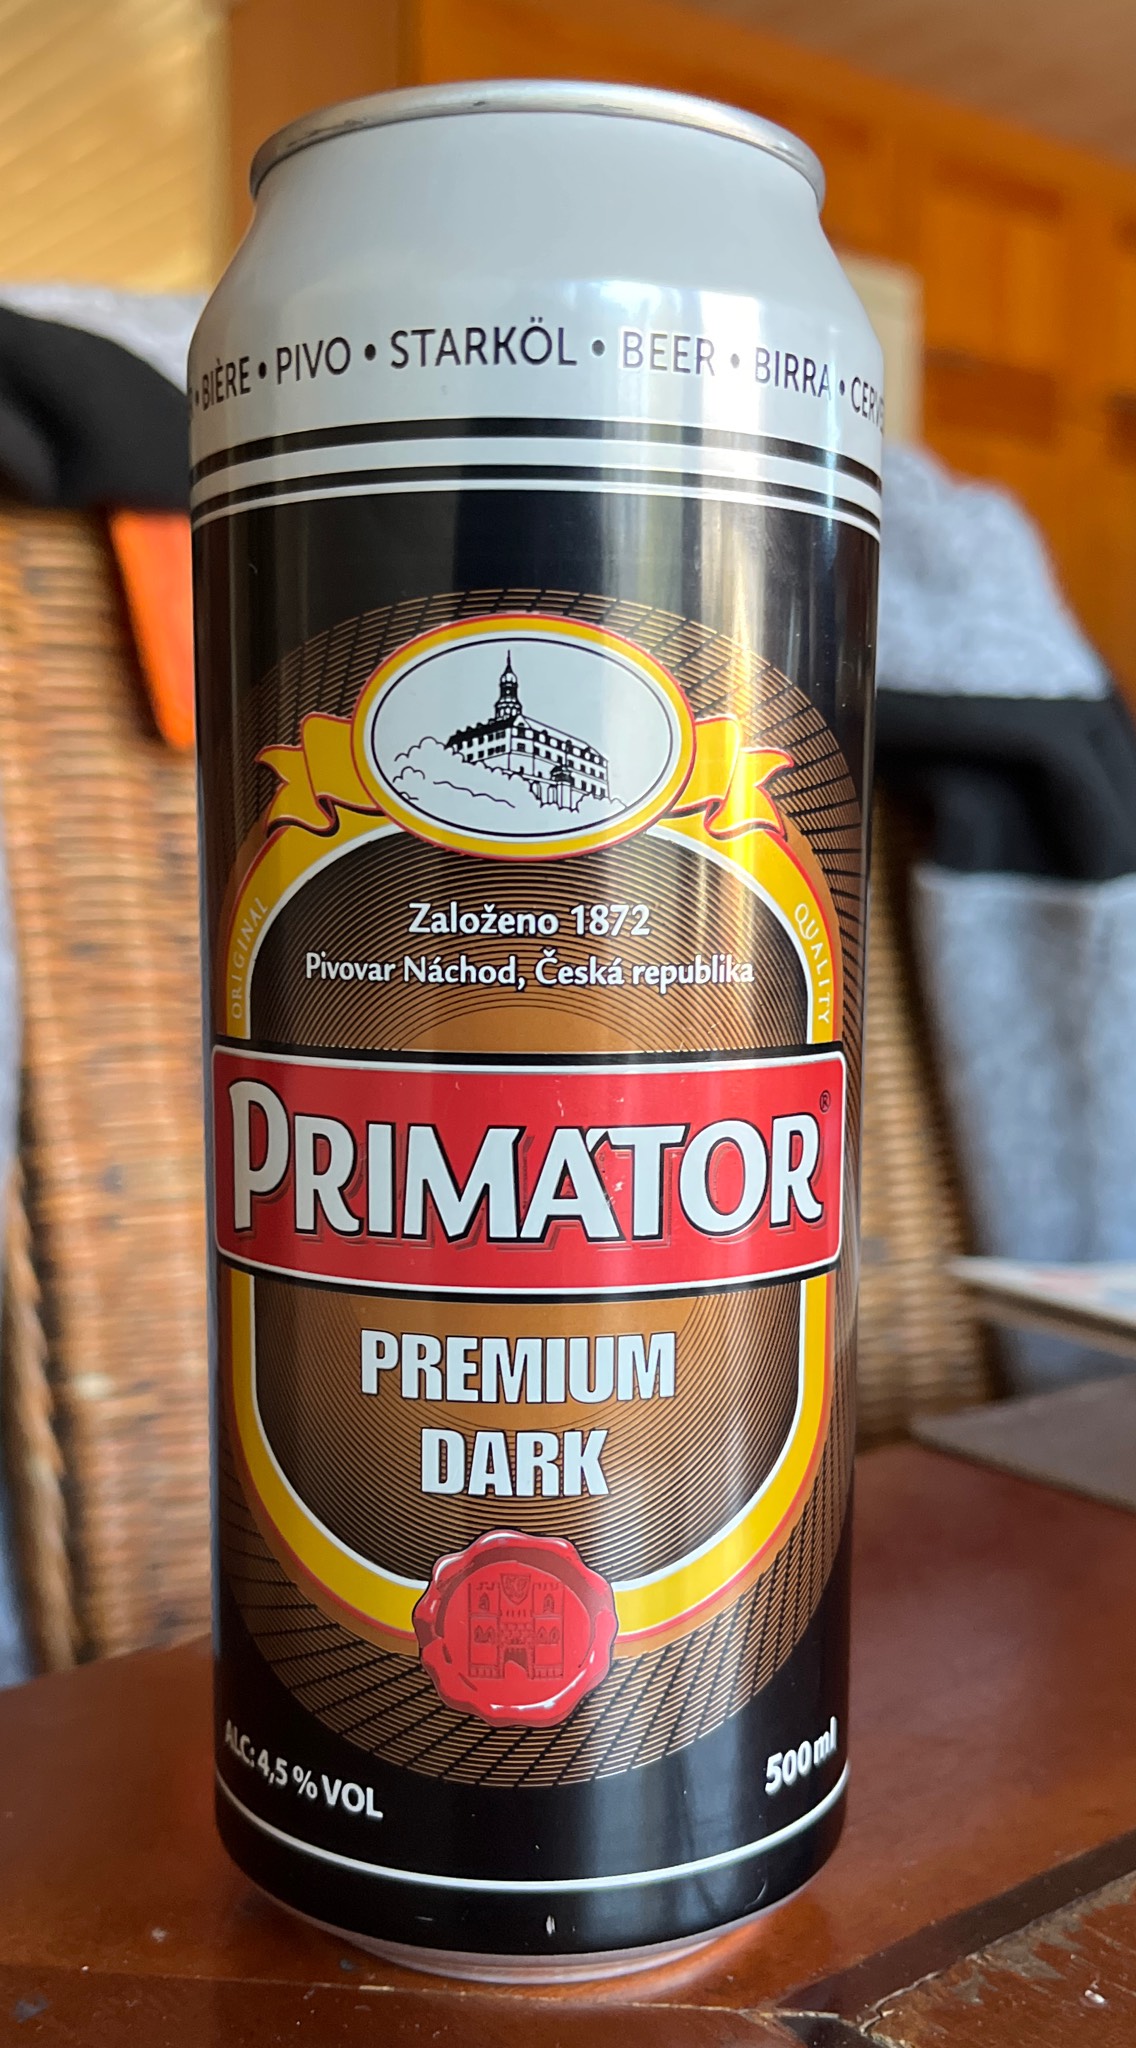 BIÈRE • PIVO • STARKÖL • BEER • BIRRA •
Založeno 1872
Pivovar Náchod, Česká republika
ORIGINAL
QUALITY
PRIMÁTOR®
PREMIUM
DARK
ALC: 4,5 % VOL
500 ml